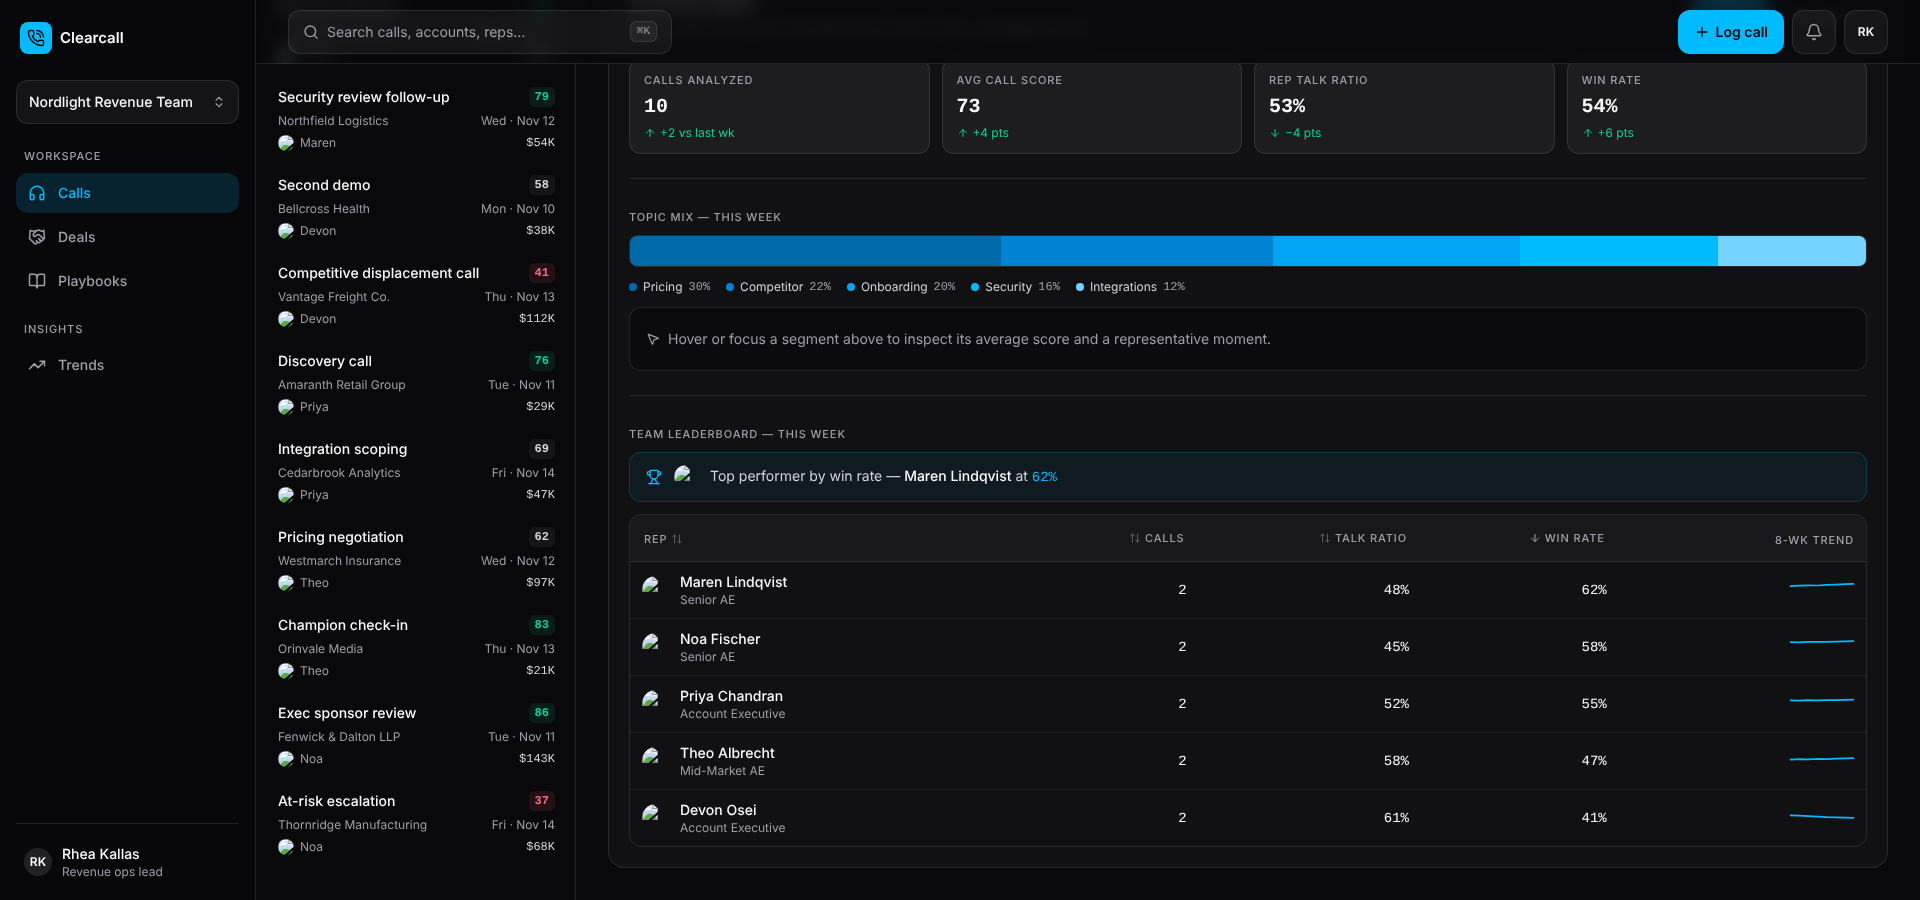 Clearcall
Search calls, accounts, reps...
⌘K
+ Log call
RK
Nordlight Revenue Team
WORKSPACE
Calls
Deals
Playbooks
INSIGHTS
Trends
RK
Rhea Kallas
Revenue ops lead
Security review follow-up 79
Northfield Logistics Wed · Nov 12
Maren $54K
Second demo 58
Bellcross Health Mon · Nov 10
Devon $38K
Competitive displacement call 41
Vantage Freight Co. Thu · Nov 13
Devon $112K
Discovery call 76
Amaranth Retail Group Tue · Nov 11
Priya $29K
Integration scoping 69
Cedarbrook Analytics Fri · Nov 14
Priya $47K
Pricing negotiation 62
Westmarch Insurance Wed · Nov 12
Theo $97K
Champion check-in 83
Orinvale Media Thu · Nov 13
Theo $21K
Exec sponsor review 86
Fenwick & Dalton LLP Tue · Nov 11
Noa $143K
At-risk escalation 37
Thornridge Manufacturing Fri · Nov 14
Noa $68K
CALLS ANALYZED
10
↑ +2 vs last wk
AVG CALL SCORE
73
↑ +4 pts
REP TALK RATIO
53%
↓ −4 pts
WIN RATE
54%
↑ +6 pts
TOPIC MIX — THIS WEEK
Pricing 30% Competitor 22% Onboarding 20% Security 16% Integrations 12%
Hover or focus a segment above to inspect its average score and a representative moment.
TEAM LEADERBOARD — THIS WEEK
Top performer by win rate — Maren Lindqvist at 62%
REP ↑↓ ↑↓ CALLS ↑↓ TALK RATIO ↓ WIN RATE 8-WK TREND
Maren Lindqvist
Senior AE
2 48% 62%
Noa Fischer
Senior AE
2 45% 58%
Priya Chandran
Account Executive
2 52% 55%
Theo Albrecht
Mid-Market AE
2 58% 47%
Devon Osei
Account Executive
2 61% 41%